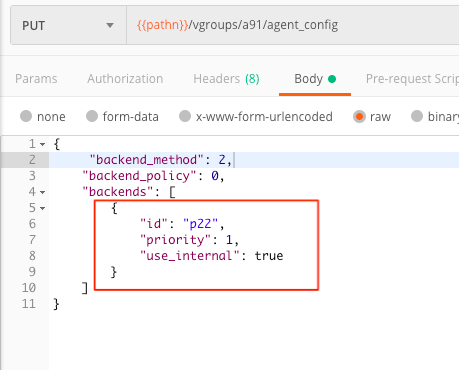 PUT {{pathn}}/vgroups/a91/agent_config
Params Authorization Headers (8) Body Pre-request Scrip
none form-data x-www-form-urlencoded raw binary
1 {
2 "backend_method": 2,
3 "backend_policy": 0,
4 "backends": [
5 {
6 "id": "p22",
7 "priority": 1,
8 "use_internal": true
9 }
10 ]
11 }